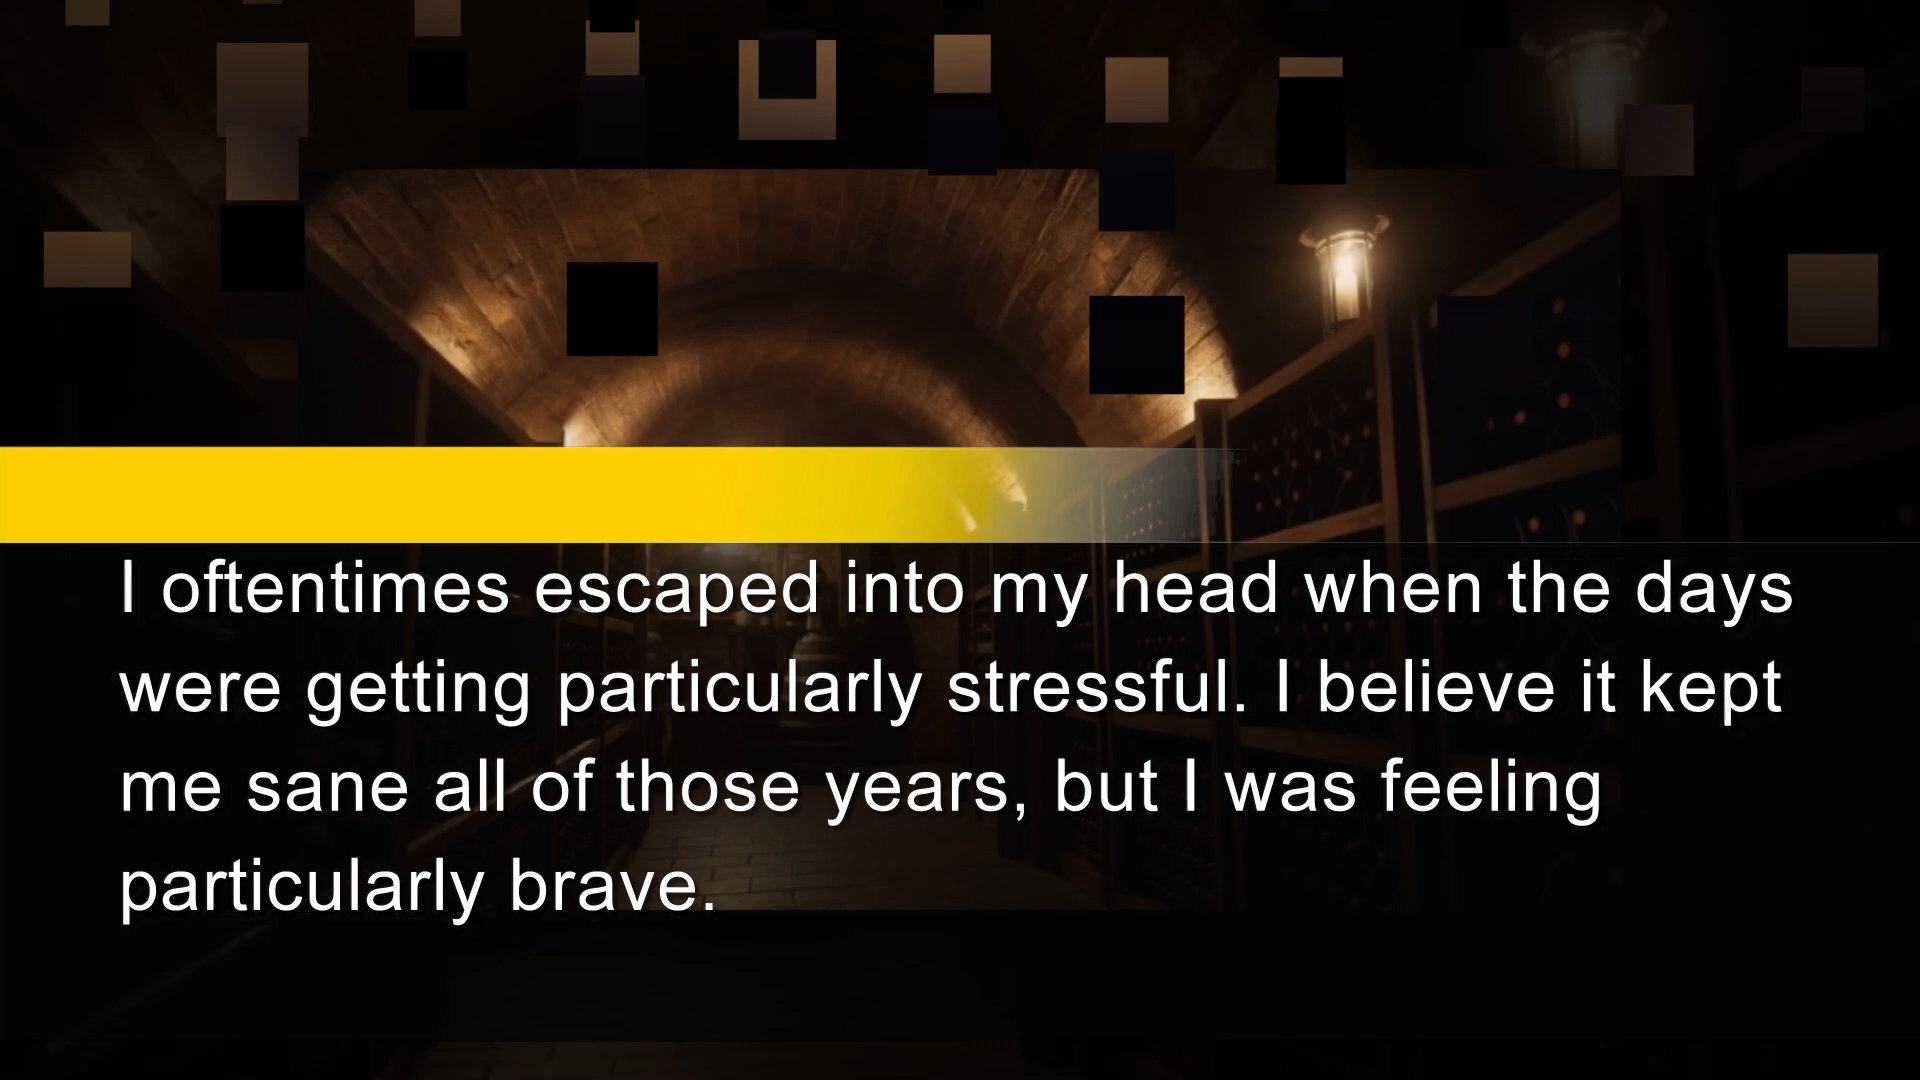 I oftentimes escaped into my head when the days
were getting particularly stressful. I believe it kept
me sane all of those years, but I was feeling
particularly brave.